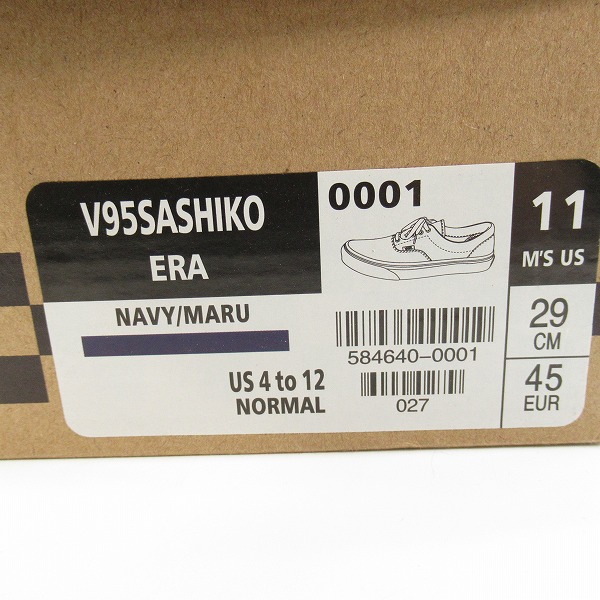 V95SASHIKO
ERA
NAVY/MARU
US 4 to 12
NORMAL
0001
584640-0001
027
11
M'S US
29
CM
45
EUR